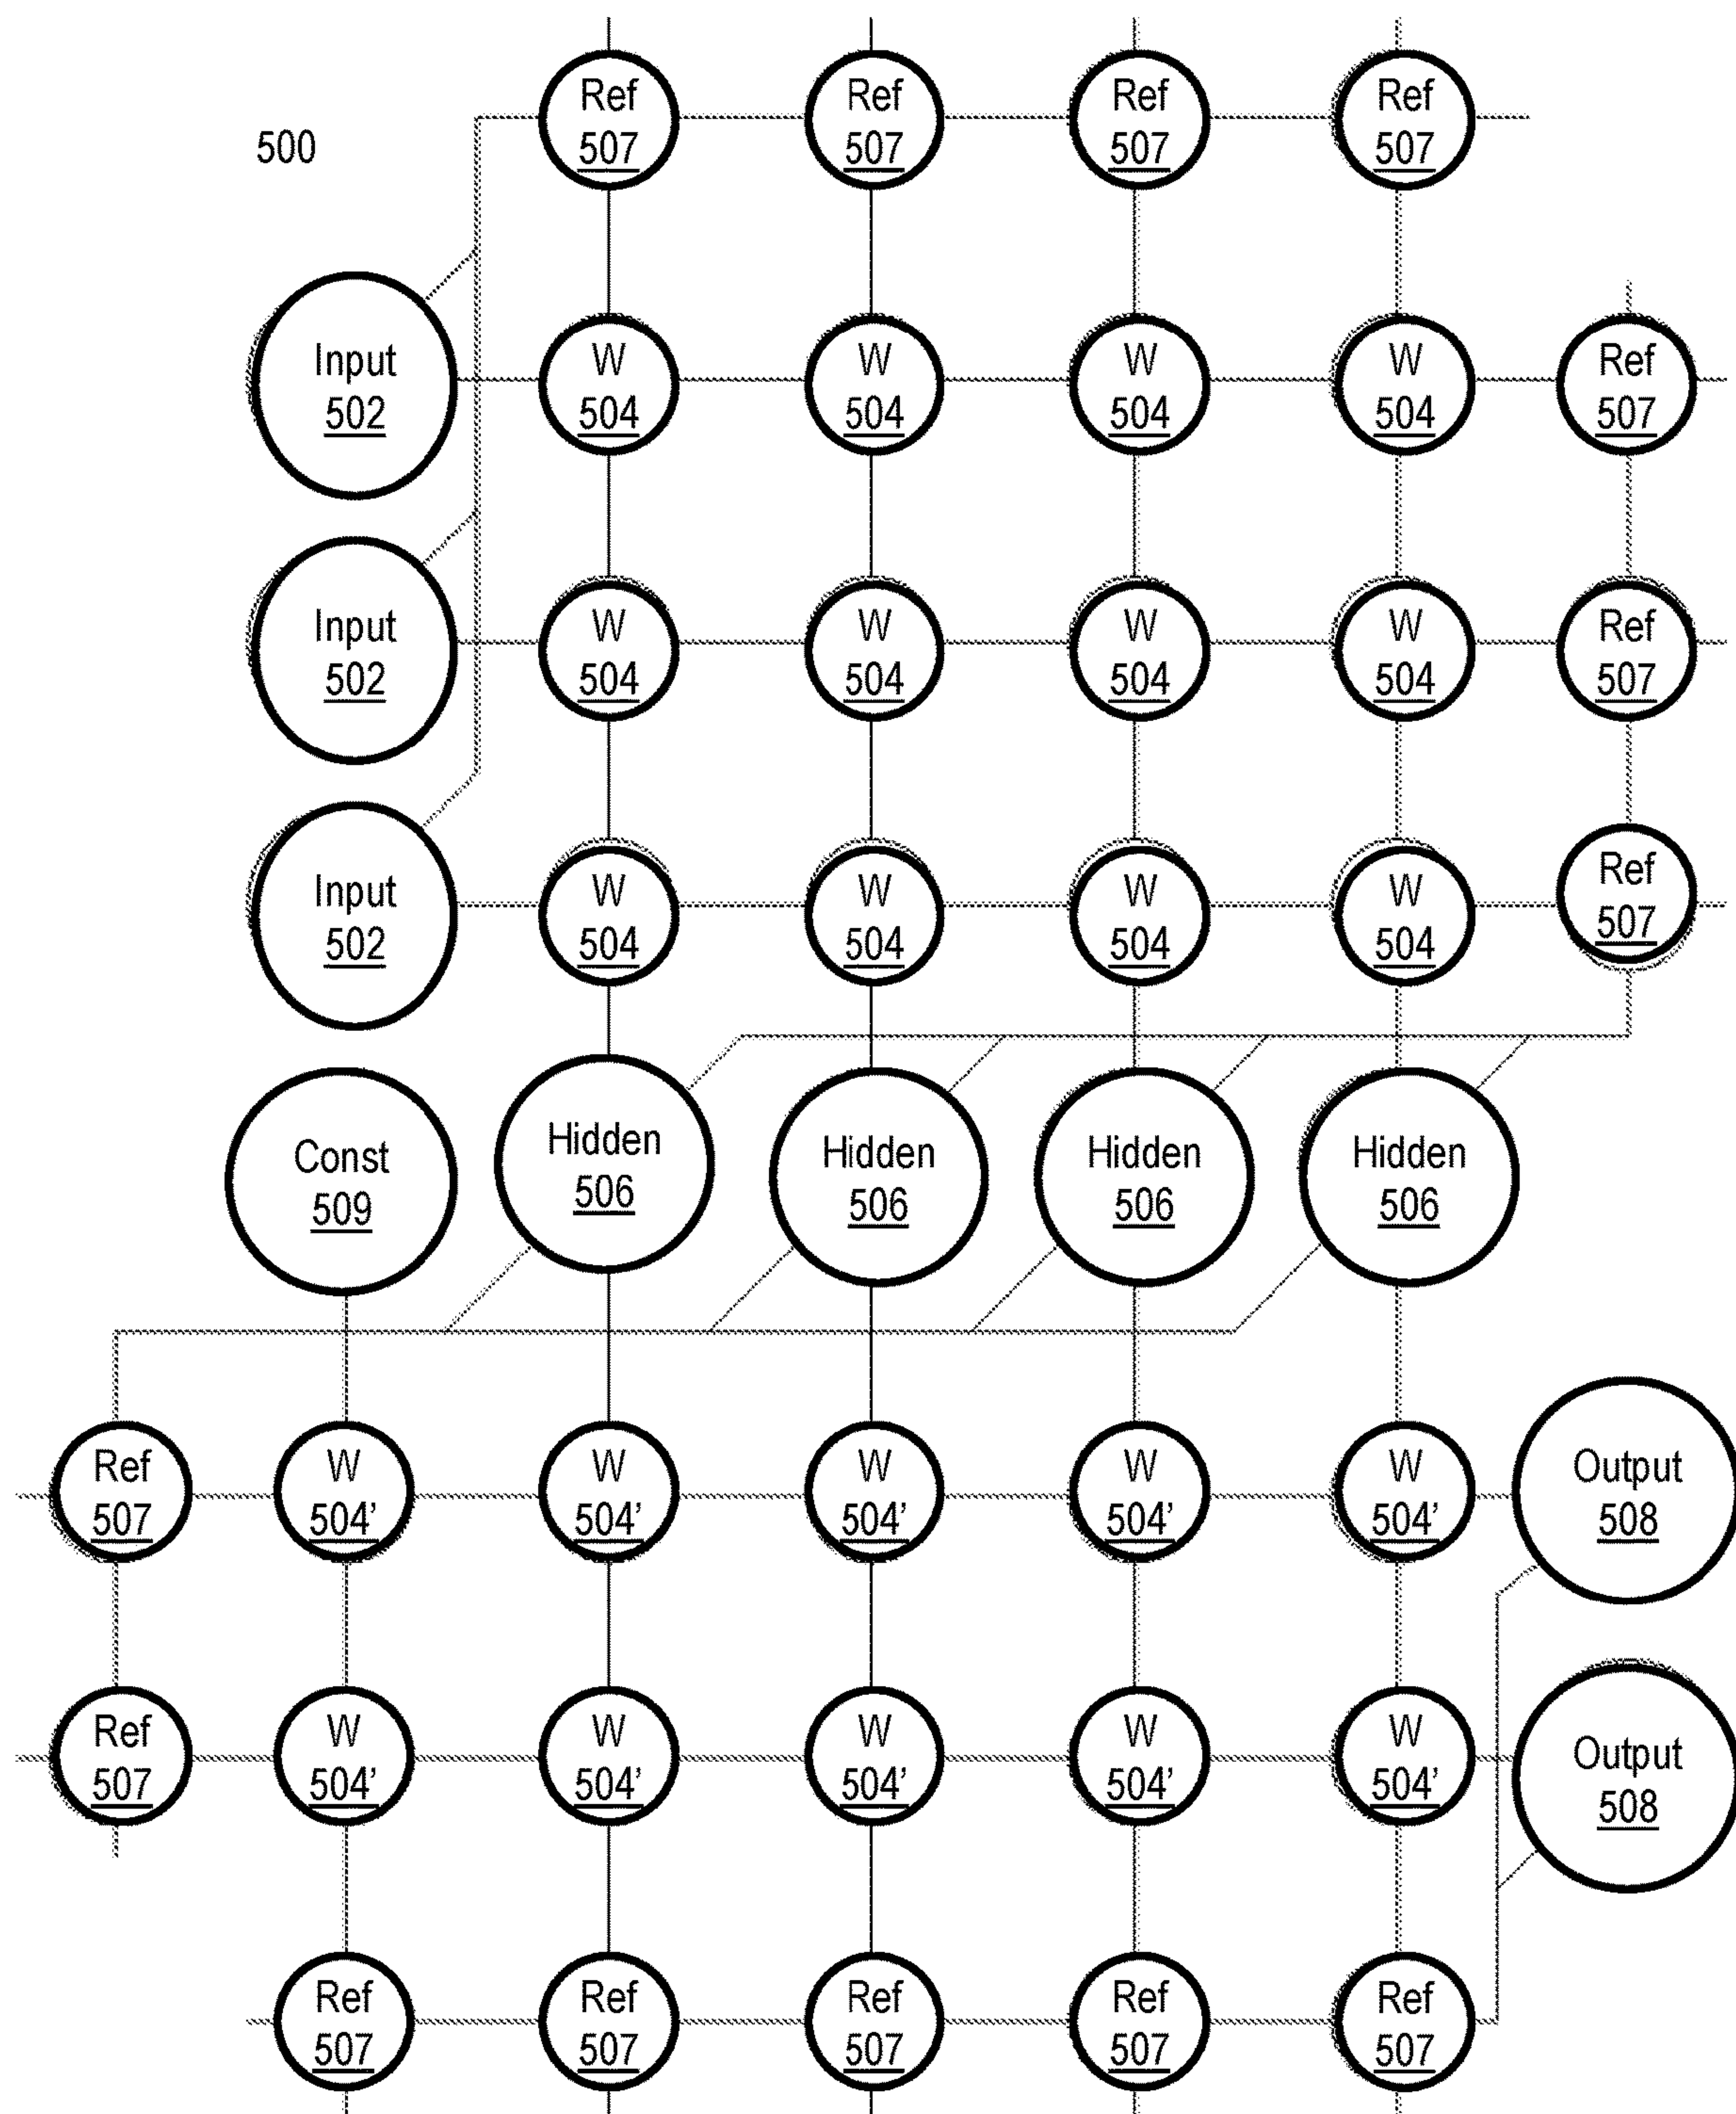 Ref Ref Ref Ref
500 507 507 507 507
Input W W W W Ref
502 504 504 504 504 507
Input W W W W Ref
502 504 504 504 504 507
Input W W W W Ref
502 504 504 504 504 507
Const Hidden Hidden Hidden Hidden
509 506 506 506 506
Ref W W W W W Output
507 504' 504' 504' 504' 504' 508
Ref W W W W W Output
507 504' 504' 504' 504' 504' 508
Ref Ref Ref Ref Ref
507 507 507 507 507